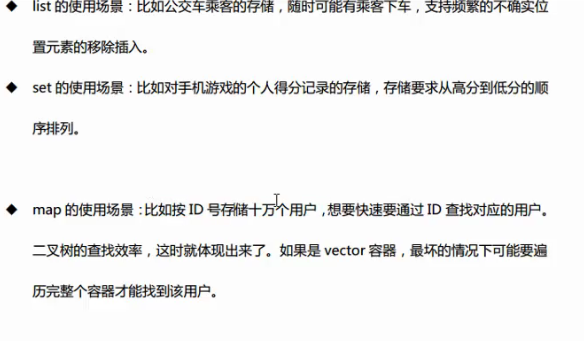 ◆ list 的使用场景：比如公交车乘客的存储，随时可能有乘客下车，支持频繁的不确实位
置元素的移除插入。
◆ set 的使用场景：比如对手机游戏的个人得分记录的存储，存储要求从高分到低分的顺
序排列。
◆ map 的使用场景：比如按 ID 号存储十万个用户，想要快速要通过 ID 查找对应的用户。
二叉树的查找效率，这时就体现出来了。如果是 vector 容器，最坏的情况下可能要遍
历完整个容器才能找到该用户。